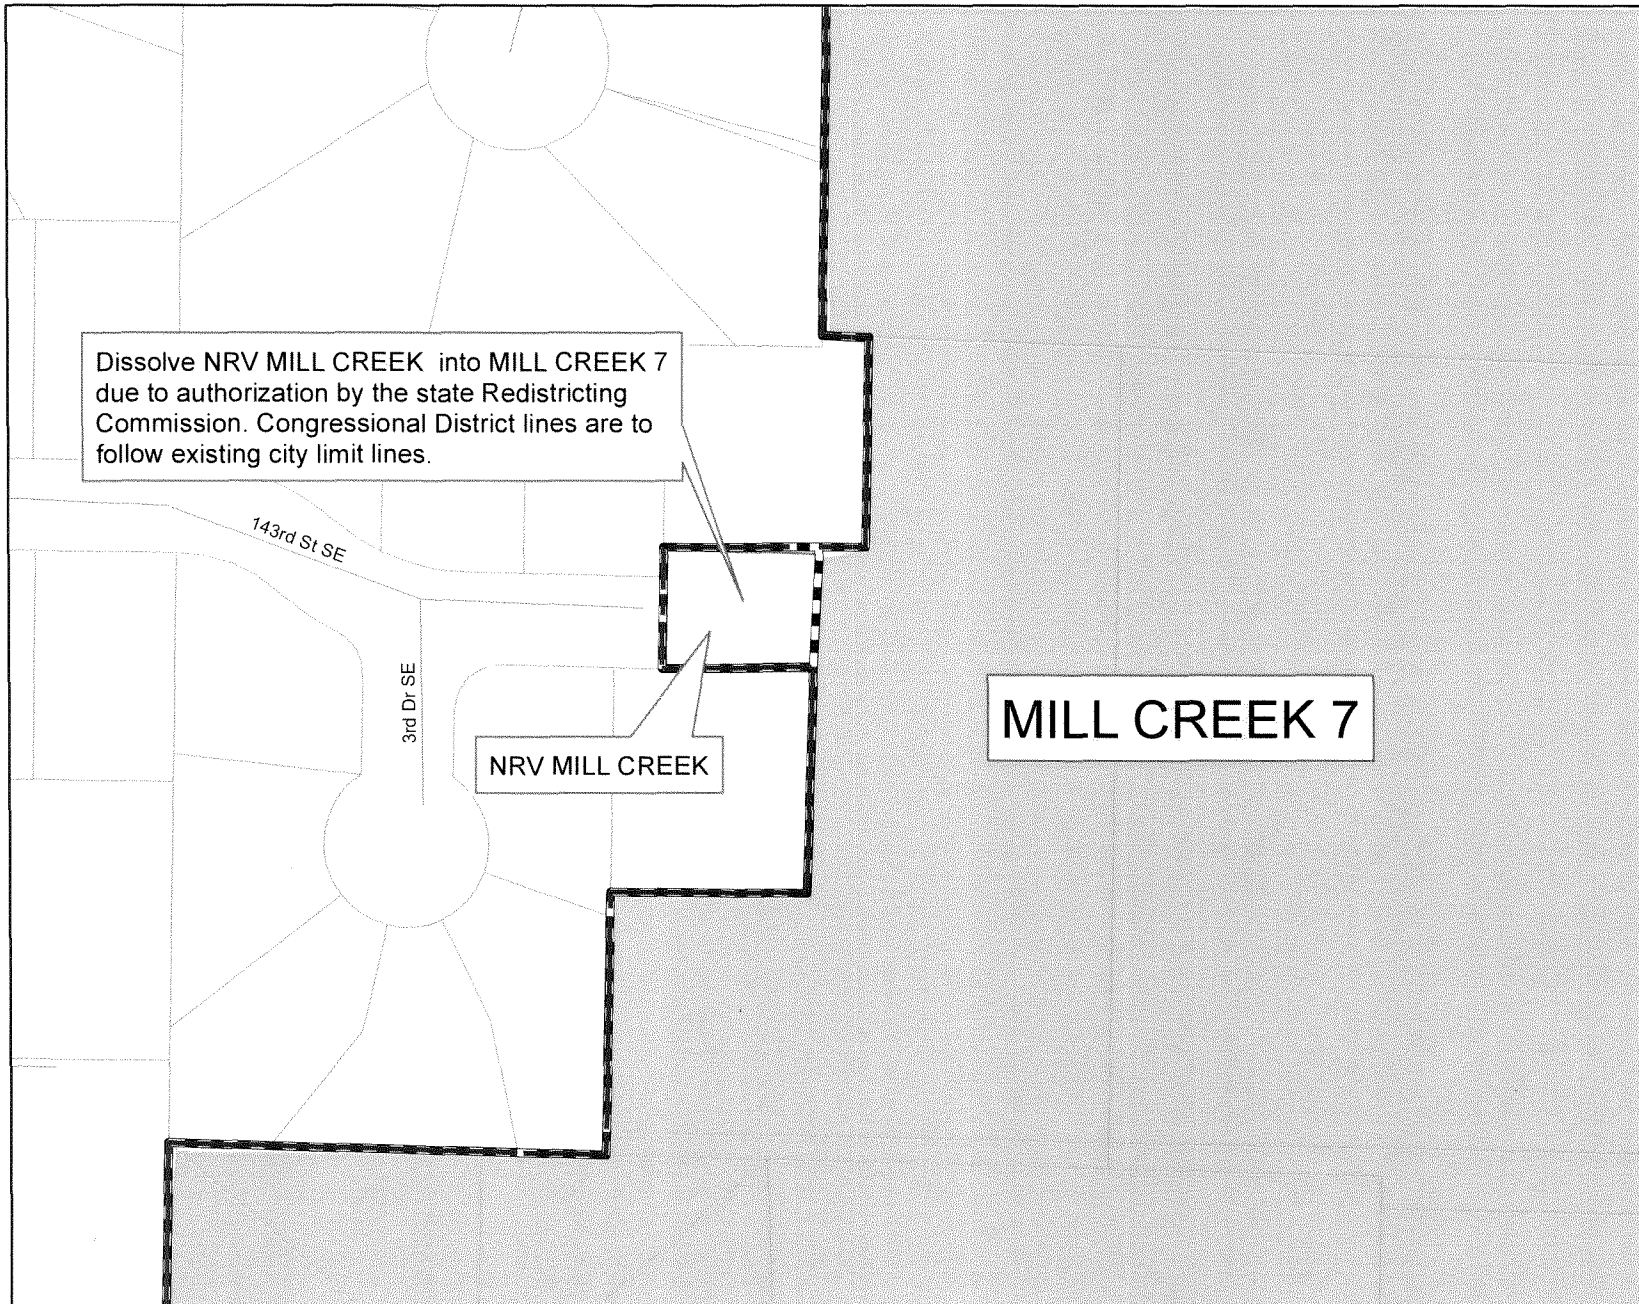 Dissolve NRV MILL CREEK into MILL CREEK 7
due to authorization by the state Redistricting
Commission. Congressional District lines are to
follow existing city limit lines.
143rd St SE
3rd Dr SE
NRV MILL CREEK
MILL CREEK 7